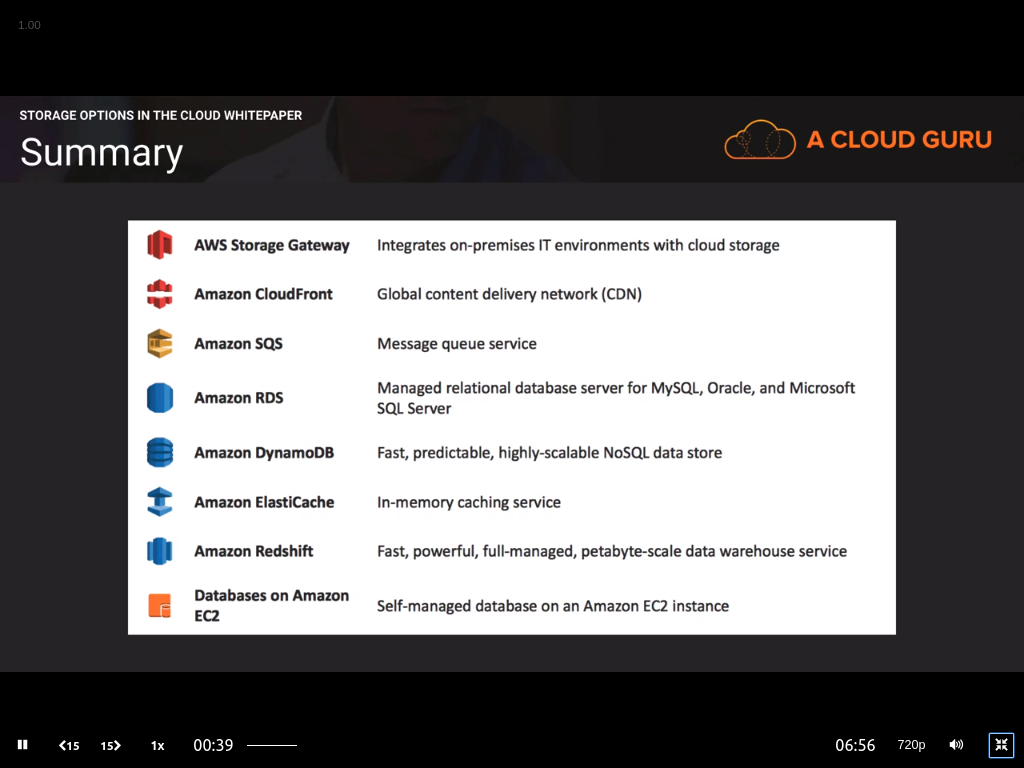 1.00
STORAGE OPTIONS IN THE CLOUD WHITEPAPER
Summary
A CLOUD GURU
AWS Storage Gateway Integrates on-premises IT environments with cloud storage
Amazon CloudFront Global content delivery network (CDN)
Amazon SQS Message queue service
Amazon RDS Managed relational database server for MySQL, Oracle, and Microsoft
SQL Server
Amazon DynamoDB Fast, predictable, highly-scalable NoSQL data store
Amazon ElastiCache In-memory caching service
Amazon Redshift Fast, powerful, full-managed, petabyte-scale data warehouse service
Databases on Amazon
EC2 Self-managed database on an Amazon EC2 instance
15 15 1x 00:39 06:56 720p